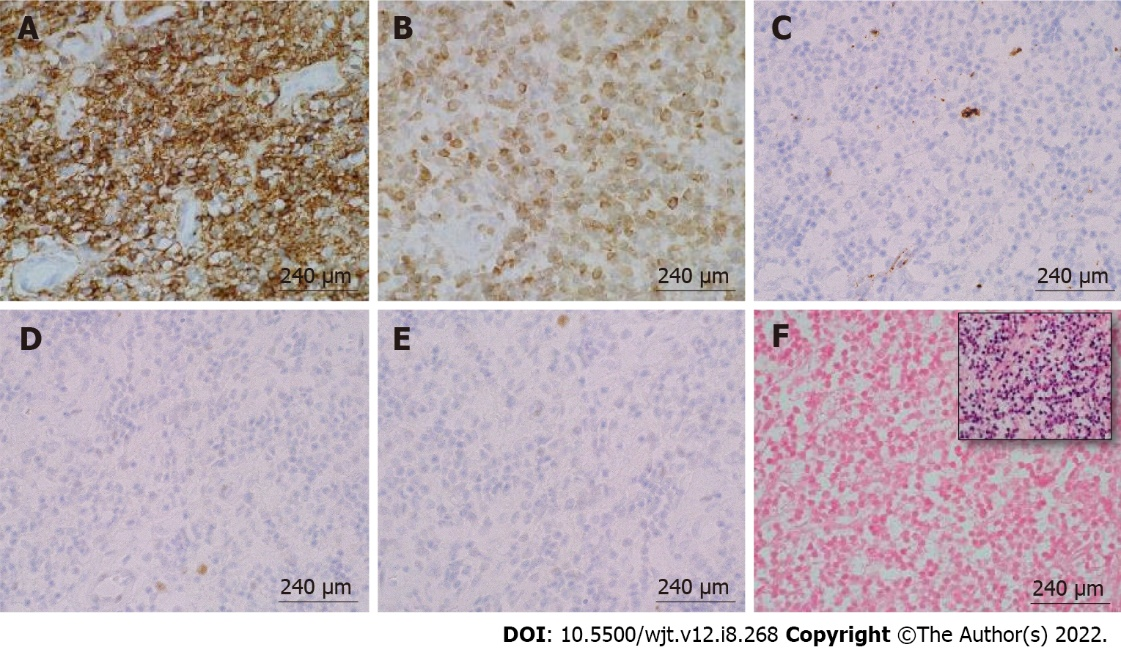 A
B
C
240 µm
240 µm
240 µm
D
E
F
240 µm
240 µm
240 µm
DOI: 10.5500/wjt.v12.i8.268 Copyright ©The Author(s) 2022.